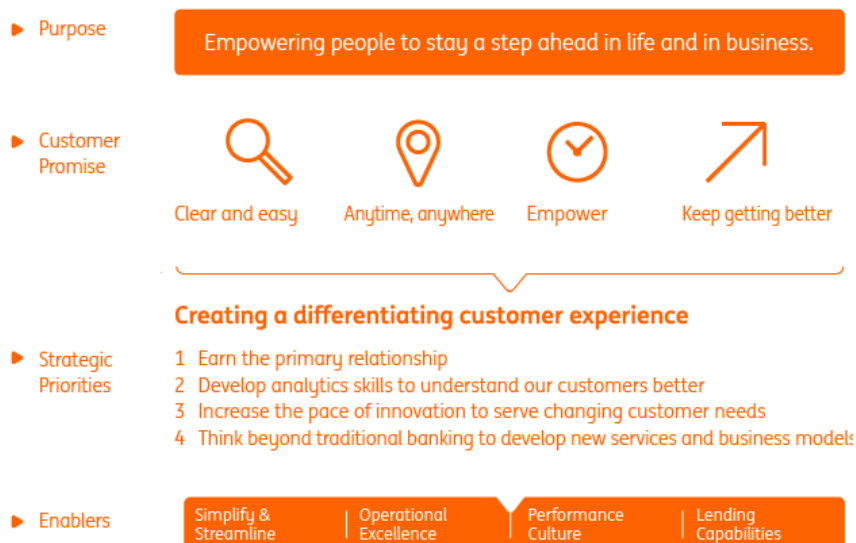 Purpose
Empowering people to stay a step ahead in life and in business.
Customer
Promise
Clear and easy
Anytime, anywhere
Empower
Keep getting better
Creating a differentiating customer experience
Strategic
Priorities
1 Earn the primary relationship
2 Develop analytics skills to understand our customers better
3 Increase the pace of innovation to serve changing customer needs
4 Think beyond traditional banking to develop new services and business models
Enablers
Simplify &
Streamline
Operational
Excellence
Performance
Culture
Lending
Capabilities